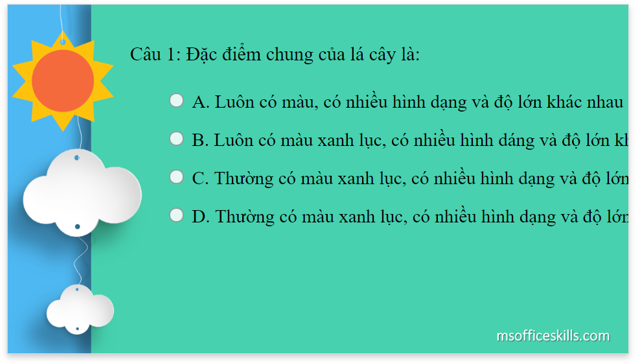 Câu 1: Đặc điểm chung của lá cây là:
A. Luôn có màu, có nhiều hình dạng và độ lớn khác nhau
B. Luôn có màu xanh lục, có nhiều hình dáng và độ lớn
C. Thường có màu xanh lục, có nhiều hình dạng và độ lớn
D. Thường có màu xanh lục, có nhiều hình dạng và độ lớn
msofficeskills.com